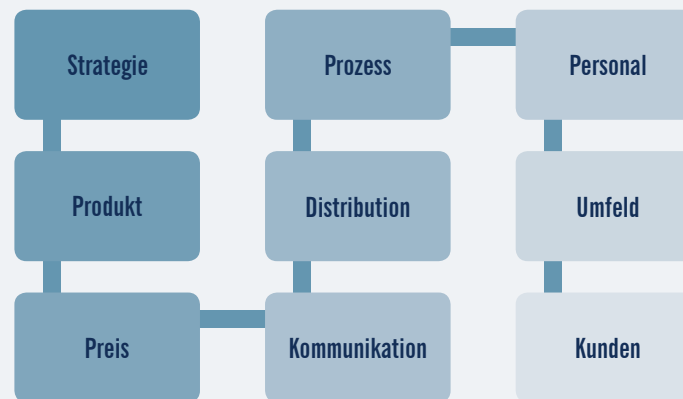 Strategie
Produkt
Preis
Kommunikation
Distribution
Prozess
Personal
Umfeld
Kunden